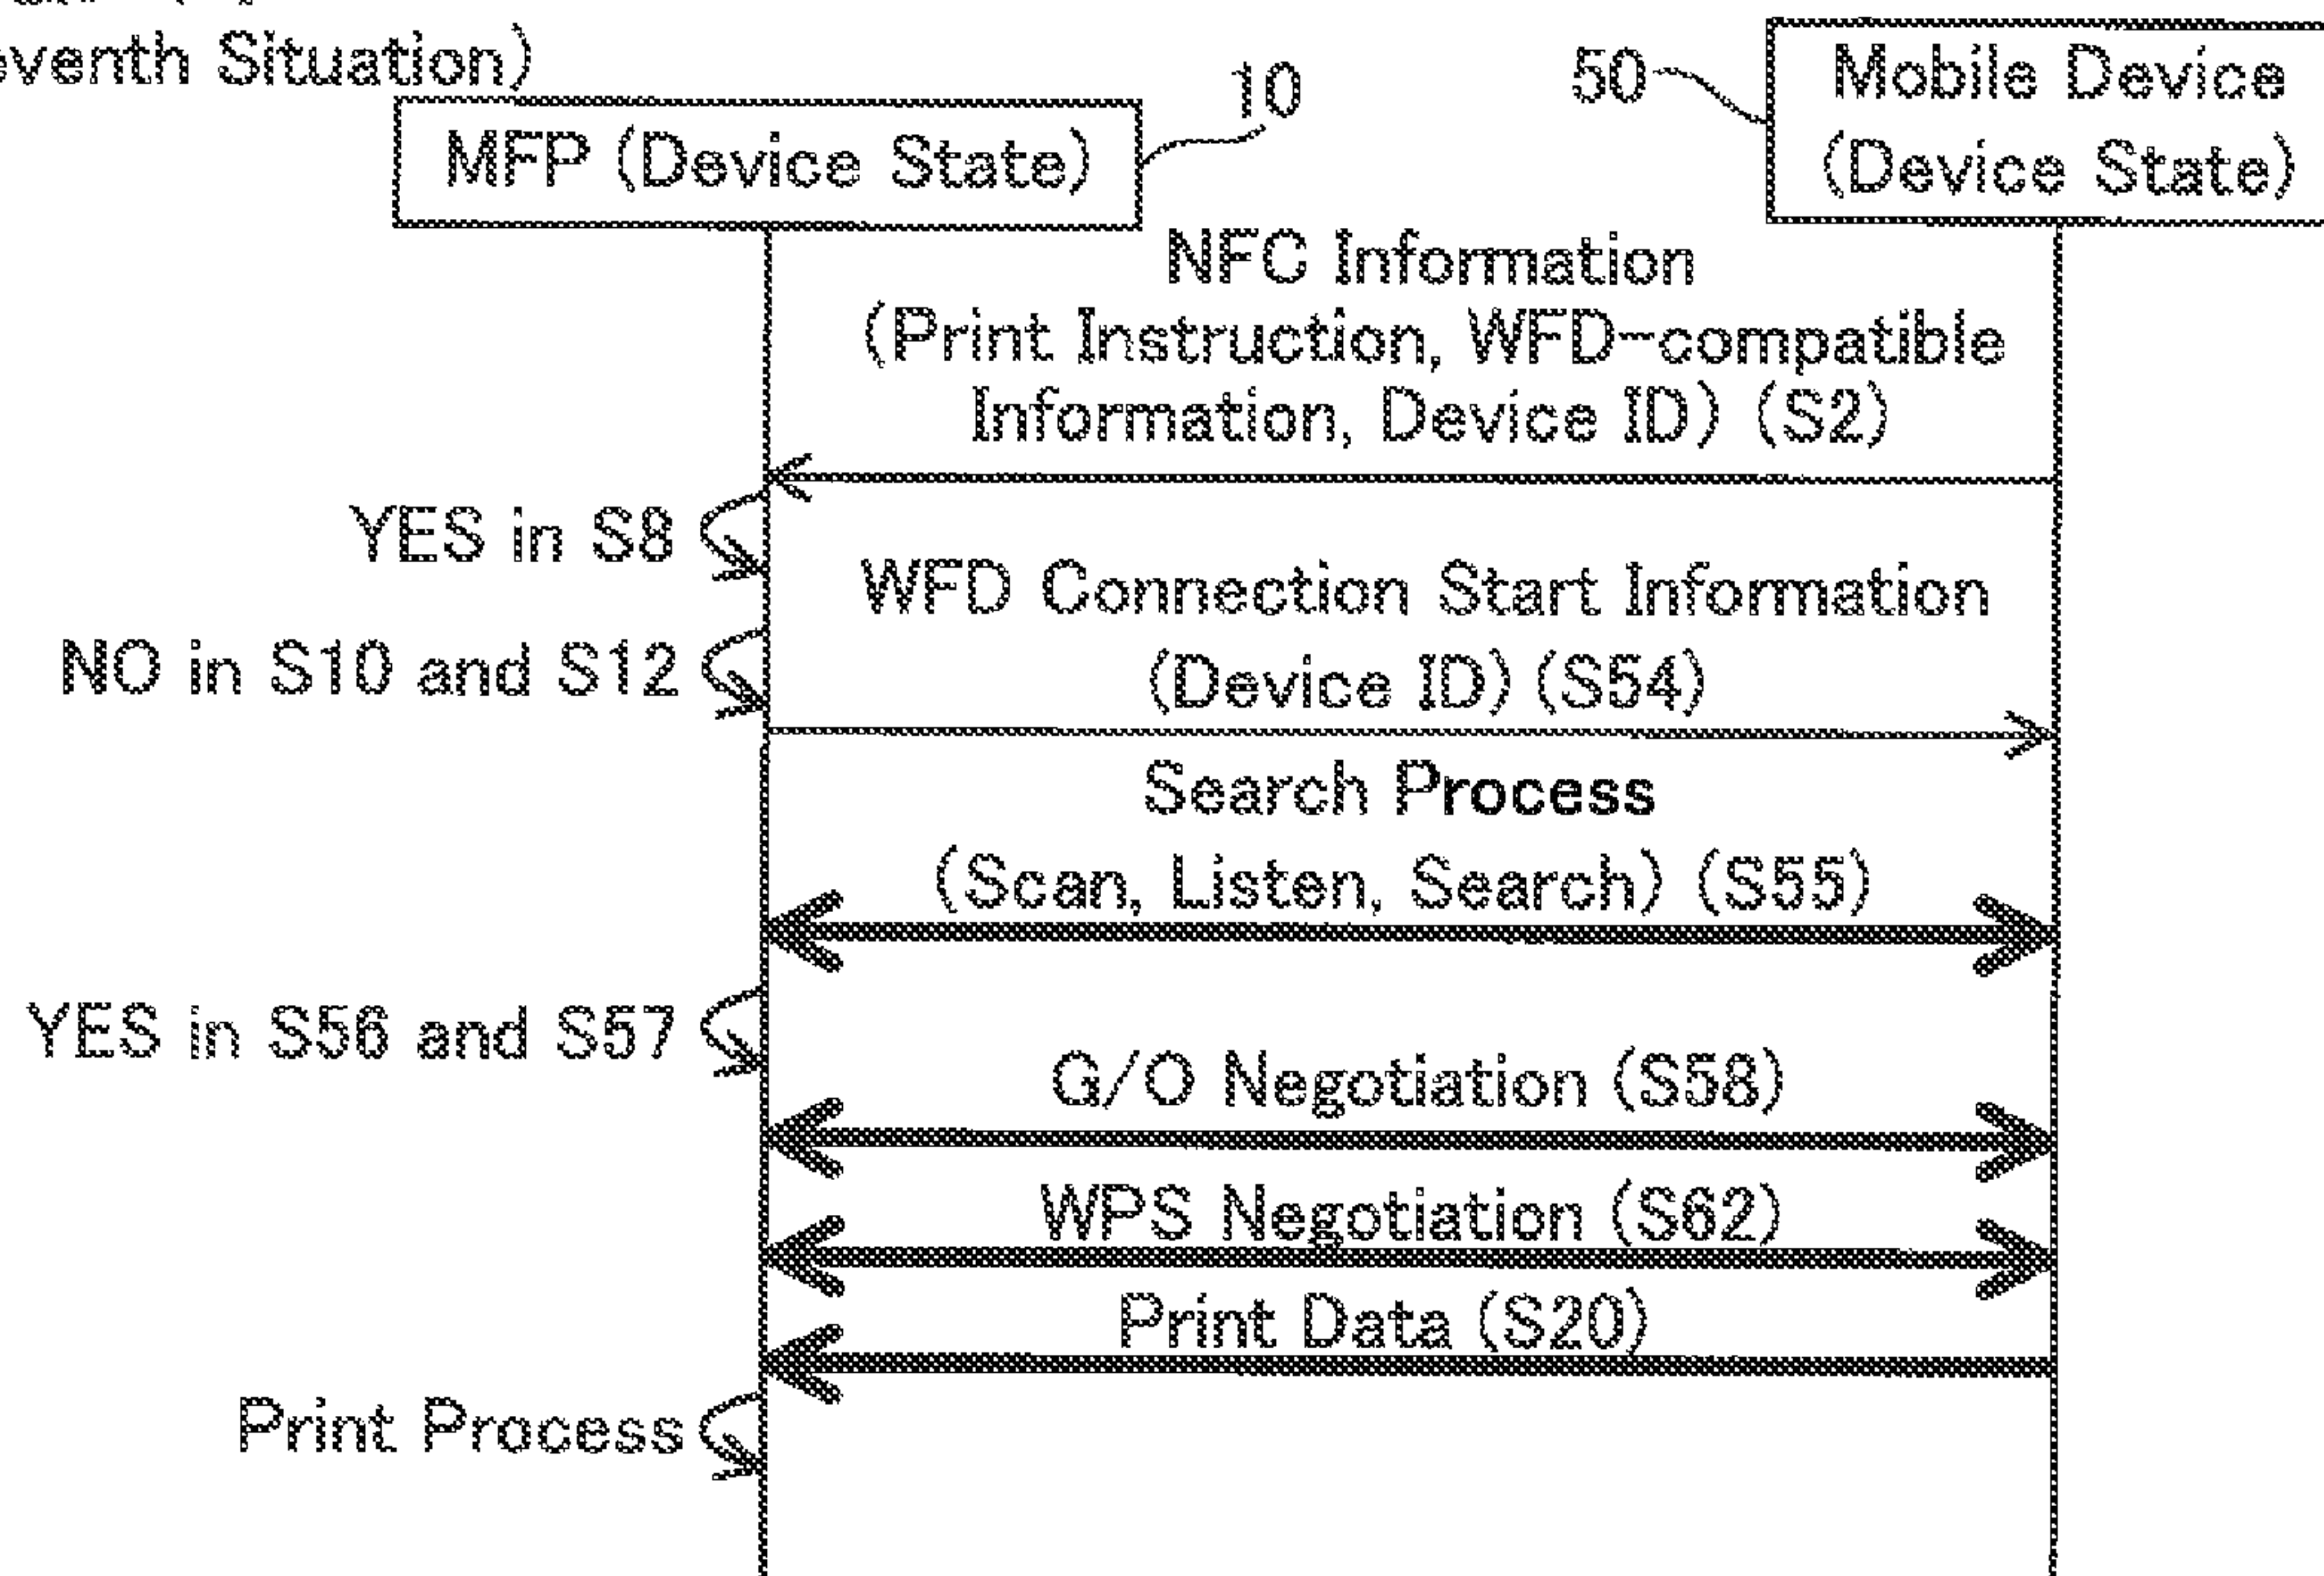 Situation)
10
50
Mobile Device
(Device State)
MFP (Device State)
NFC Information
(Print Instruction, WFD-compatible
Information, Device ID) (S2)
YES in S8
WFD Connection Start Information
(Device ID) (S54)
NO in S10 and S12
Search Process
(Scan, Listen, Search) (S55)
YES in S56 and S57
G/O Negotiation (S58)
WPS Negotiation (S62)
Print Data (S20)
Print Process